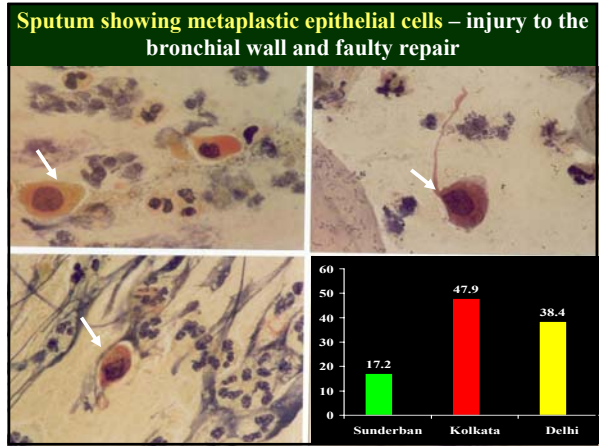 Sputum showing metaplastic epithelial cells – injury to the
bronchial wall and faulty repair
60
50
40
30
20
10
0
17.2
47.9
38.4
Sunderban
Kolkata
Delhi